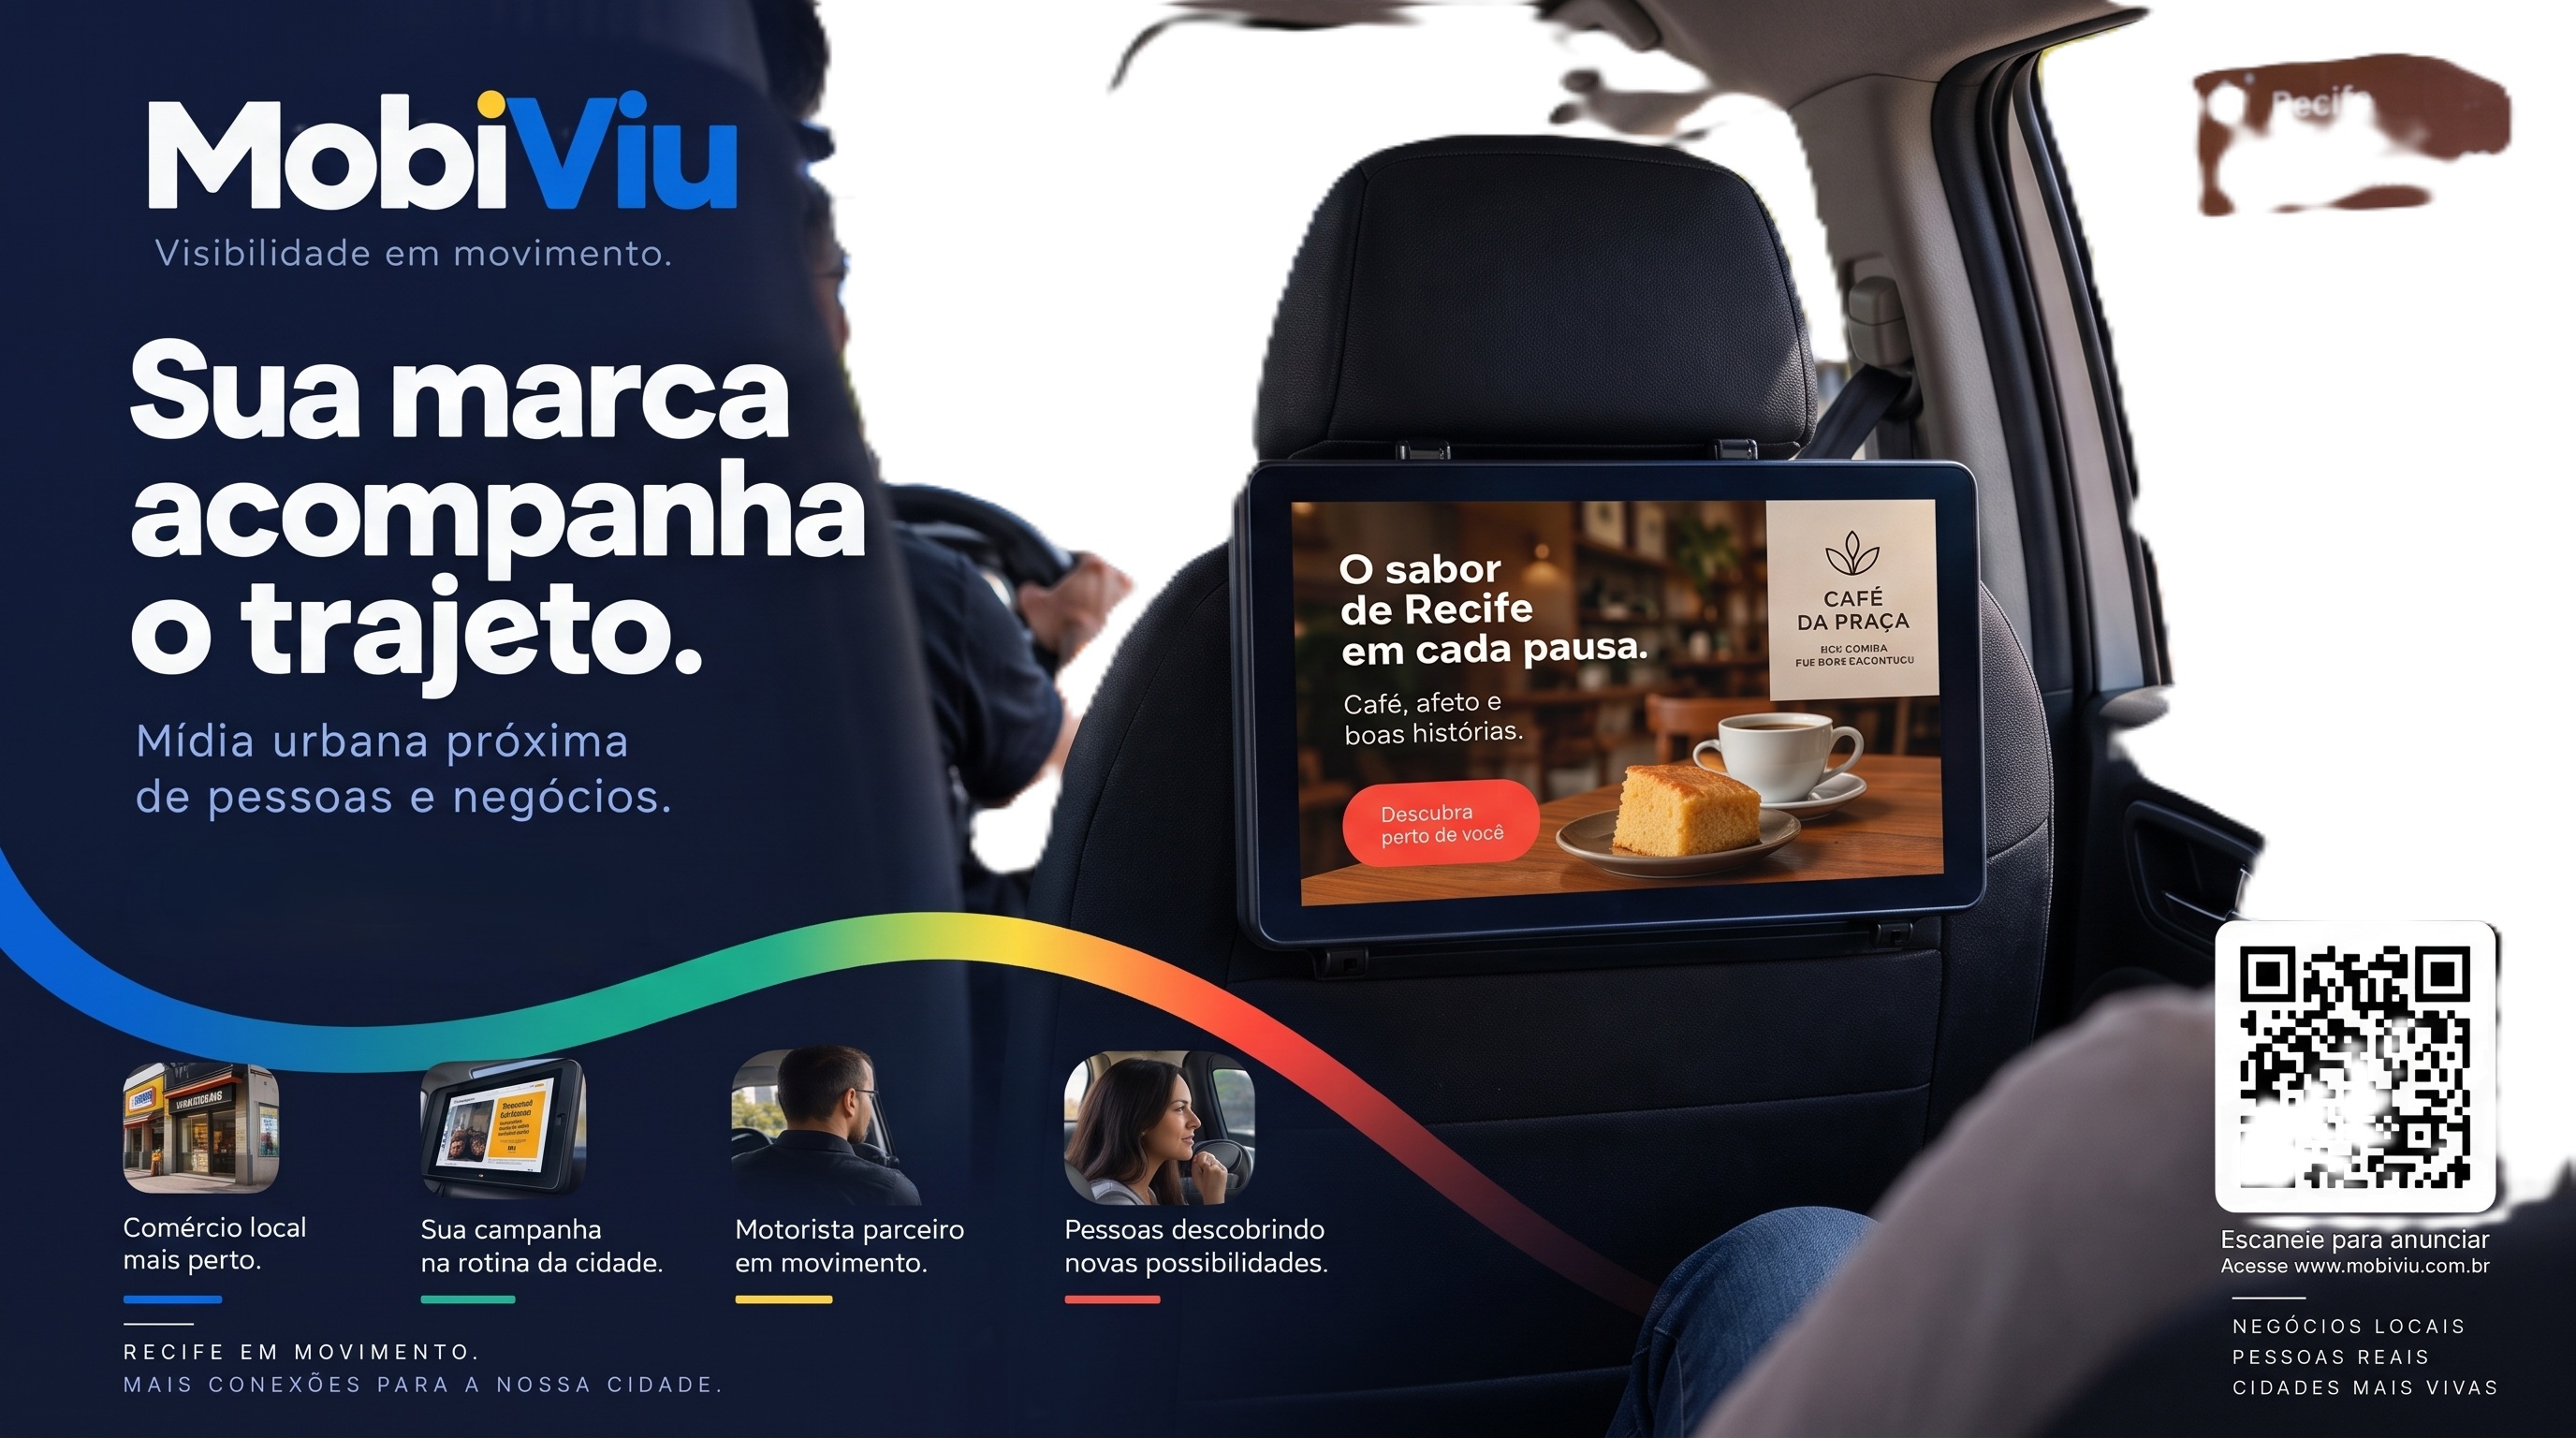 MobiViu
Visibilidade em movimento.
Sua marca
acompanha
o trajeto.
Mídia urbana próxima
de pessoas e negócios.
O sabor
de Recife
em cada pausa.
Café, afeto e
boas histórias.
Descubra
perto de você
CAFÉ
DA PRAÇA
Comércio local
mais perto.
Sua campanha
na rotina da cidade.
Motorista parceiro
em movimento.
Pessoas descobrindo
novas possibilidades.
RECIFE EM MOVIMENTO.
MAIS CONEXÕES PARA A NOSSA CIDADE.
Escaneie para anunciar
Acesse www.mobiviu.com.br
NEGÓCIOS LOCAIS
PESSOAS REAIS
CIDADES MAIS VIVAS